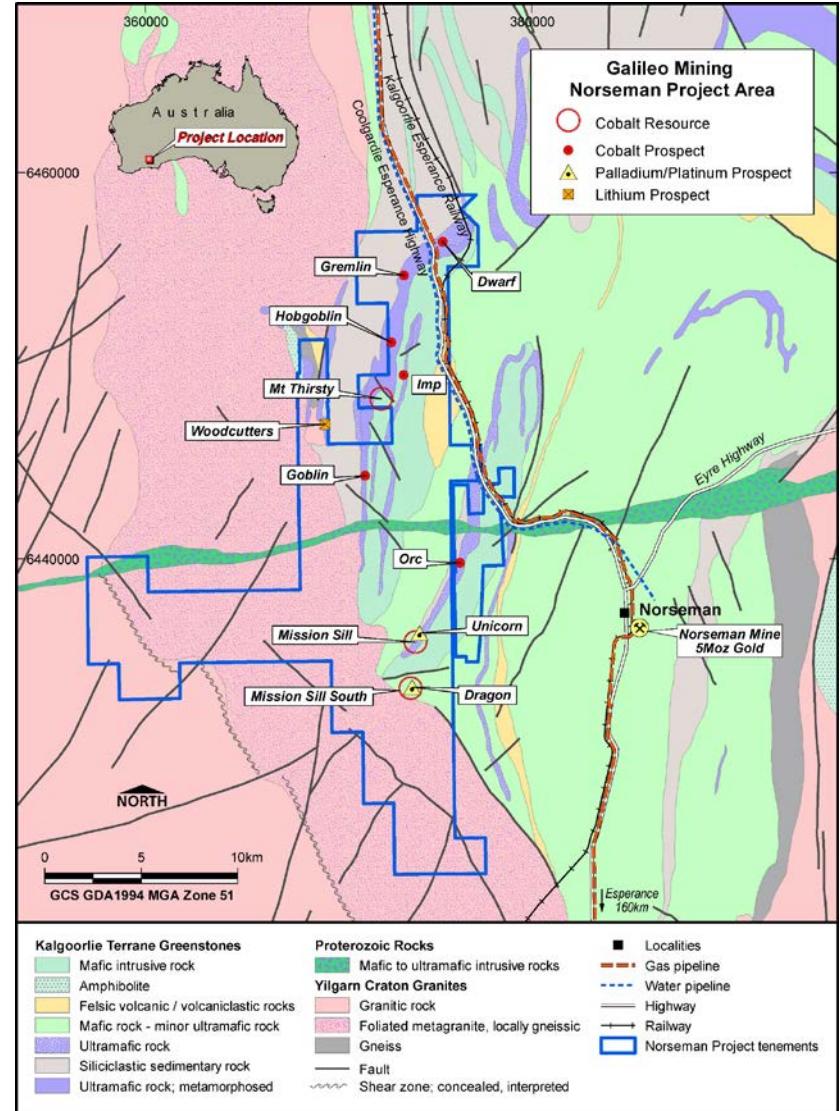 360000
380000
6460000
6440000
Australia
Project Location
Galileo Mining
Norseman Project Area
Cobalt Resource
Cobalt Prospect
Palladium/Platinum Prospect
Lithium Prospect
Kalgoorlie Esperance Railway
Coolgardie Esperance Highway
Gremlin
Dwarf
Hobgoblin
Mt Thirsty
Imp
Woodcutters
Goblin
Eyre Highway
Orc
Unicorn
Mission Sill
Norseman
Norseman Mine
5Moz Gold
Mission Sill South
Dragon
NORTH
0 5 10km
GCS GDA1994 MGA Zone 51
Esperance
160km
Kalgoorlie Terrane Greenstones
Mafic intrusive rock
Amphibolite
Felsic volcanic / volcaniclastic rocks
Mafic rock - minor ultramafic rock
Ultramafic rock
Siliciclastic sedimentary rock
Ultramafic rock; metamorphosed
Proterozoic Rocks
Mafic to ultramafic intrusive rocks
Yilgarn Craton Granites
Granitic rock
Foliated metagranite, locally gneissic
Gneiss
Fault
Shear zone; concealed, interpreted
Localities
Gas pipeline
Water pipeline
Highway
Railway
Norseman Project tenements